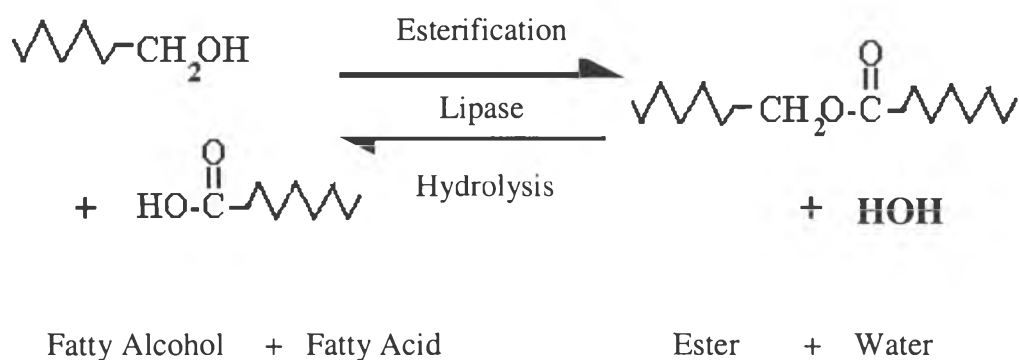 CH2OH
Esterification
O
CH2O-C
Lipase
O
+ HO-C
Hydrolysis
+ HOH
Fatty Alcohol + Fatty Acid Ester + Water